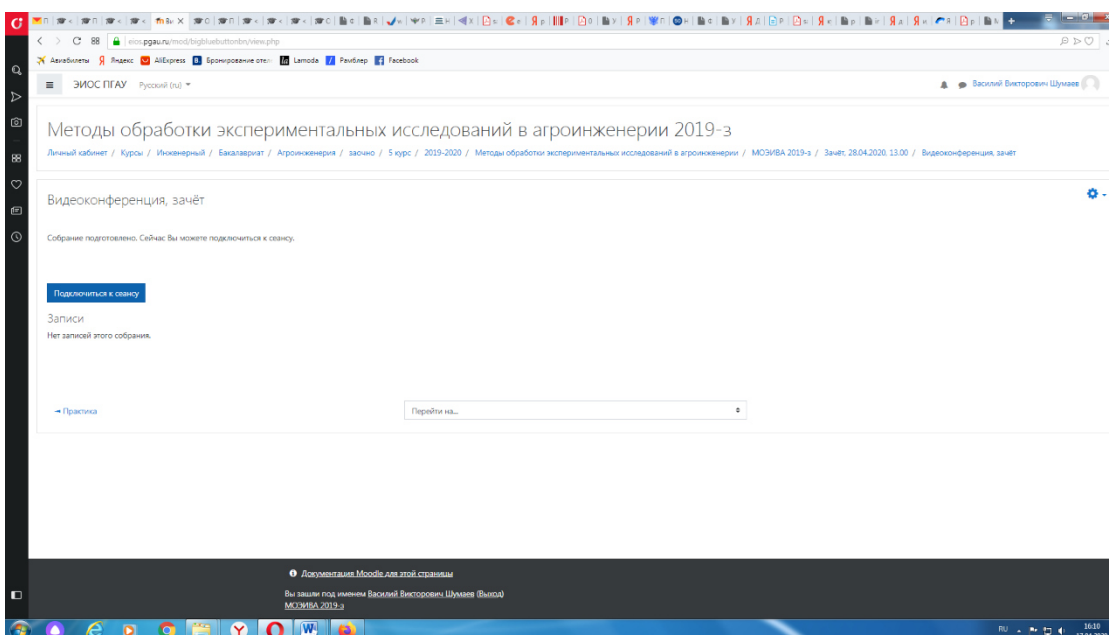 eios.pgau.ru/mod/bigbluebuttonbn/view.php
Авиабилеты Яндекс AliExpress Бронирование отел Lamoda Рамблер Facebook
ЭИОС ПГАУ Русский (ru) Василий Викторович Шумаев
Методы обработки экспериментальных исследований в агроинженерии 2019-з
Личный кабинет / Курсы / Инженерный / Бакалавриат / Агроинженерия / заочно / 5 курс / 2019-2020 / Методы обработки экспериментальных исследований в агроинженерии / МОЭИВА 2019-з / Зачёт, 28.04.2020, 13.00 / Видеоконференция, зачёт
Видеоконференция, зачёт
Собрание подготовлено. Сейчас Вы можете подключиться к сеансу.
Подключиться к сеансу
Записи
Нет записей этого собрания.
◄ Практика Перейти на...
Документация Moodle для этой страницы
Вы зашли под именем Василий Викторович Шумаев (Выход)
МОЭИВА 2019-з
RU 16:10